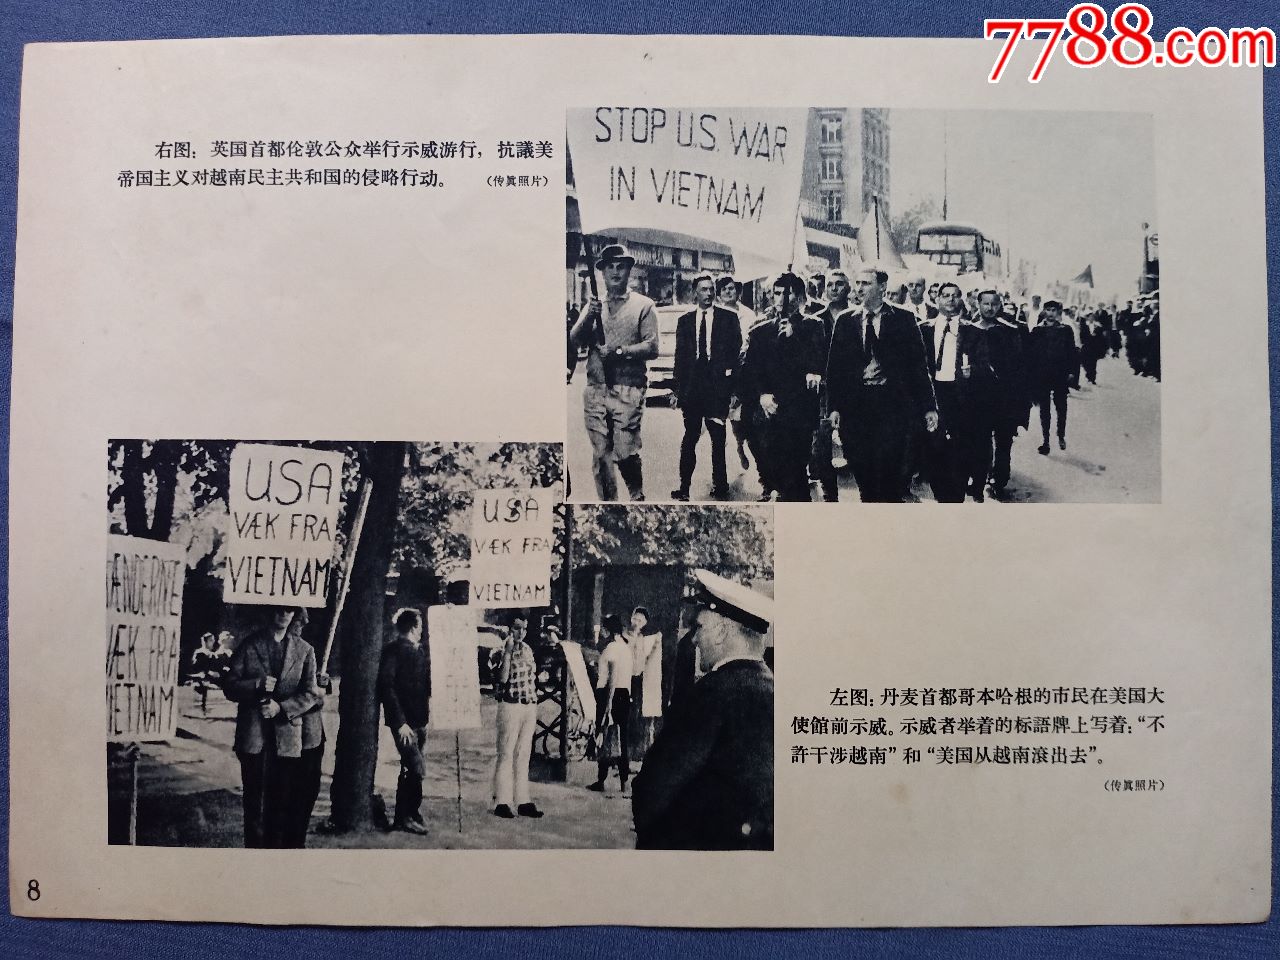 7788.com
右图：英国首都伦敦公众举行示威游行，抗議美
帝国主义对越南民主共和国的侵略行动。（传眞照片）
STOP U.S. WAR
IN VIETNAM
USA
VÆK FRA
VIETNAM
USA
VÆK FRA
VIETNAM
VÆK FRA
VIETNAM
左图：丹麦首都哥本哈根的市民在美国大
使館前示威。示威者举着的标語牌上写着：“不
許干涉越南”和“美国从越南滾出去”。
（传眞照片）
8